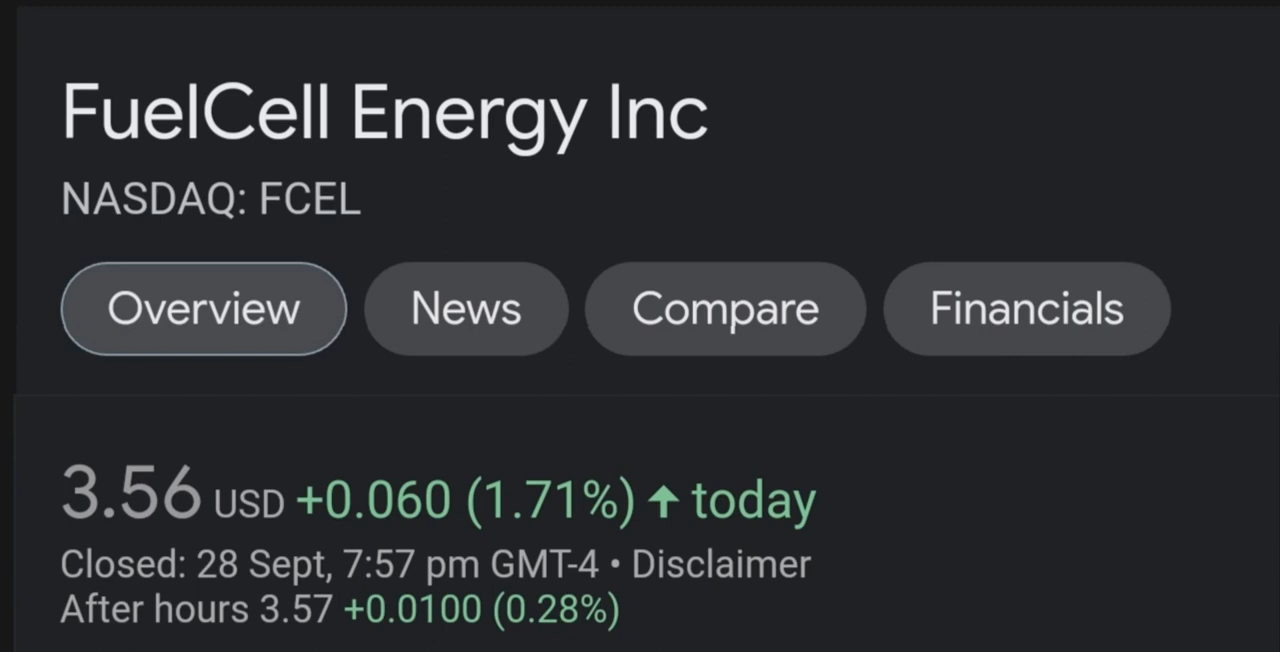 FuelCell Energy Inc
NASDAQ: FCEL
Overview News Compare Financials
3.56 USD +0.060 (1.71%) ↑ today
Closed: 28 Sept, 7:57 pm GMT-4 • Disclaimer
After hours 3.57 +0.0100 (0.28%)